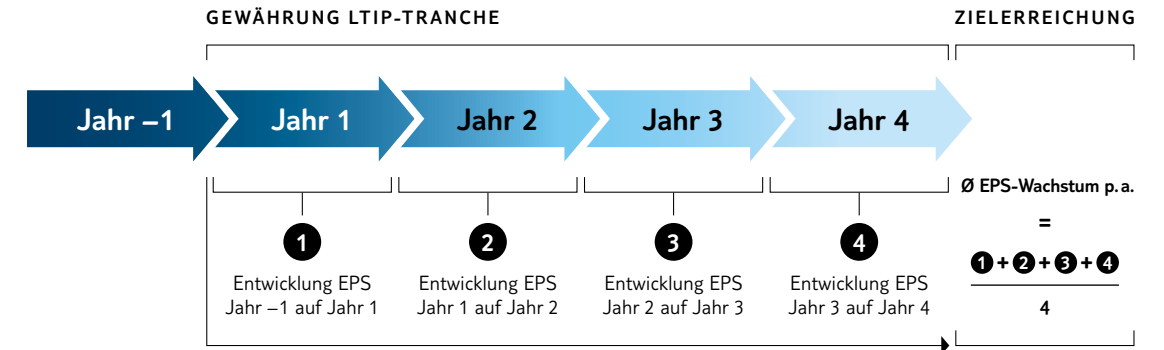 GEWÄHRUNG LTIP-TRANCHE
ZIELERREICHUNG
Jahr –1
Jahr 1
Jahr 2
Jahr 3
Jahr 4
1
Entwicklung EPS
Jahr –1 auf Jahr 1
2
Entwicklung EPS
Jahr 1 auf Jahr 2
3
Entwicklung EPS
Jahr 2 auf Jahr 3
4
Entwicklung EPS
Jahr 3 auf Jahr 4
Ø EPS-Wachstum p. a.
=
1 + 2 + 3 + 4
4